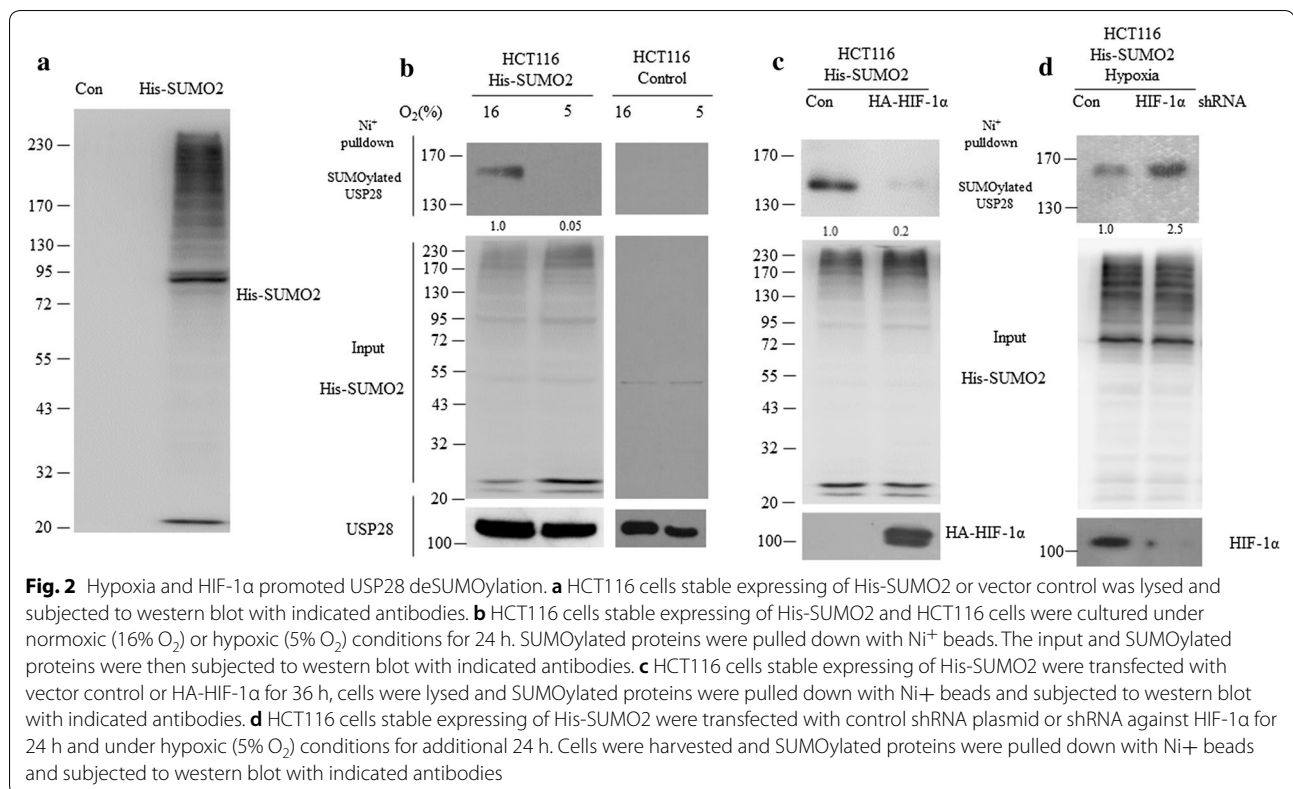 a
Con His-SUMO2
230
170
130
95
72
55
43
32
20
His-SUMO2
b
HCT116
His-SUMO2
HCT116
Control
O₂(%) 16 5 16 5
Ni⁺
pulldown
SUMOylated
USP28
170
130
1.0 0.05
230
170
130
95
72
55
43
32
20
Input
His-SUMO2
USP28
100
c
HCT116
His-SUMO2
Con HA-HIF-1α
170
130
1.0 0.2
230
170
130
95
72
55
43
32
20
100
HA-HIF-1α
d
HCT116
His-SUMO2
Hypoxia
Con HIF-1α shRNA
Ni⁺
pulldown
SUMOylated
USP28
170
130
1.0 2.5
Input
His-SUMO2
100
HIF-1α
Fig. 2 Hypoxia and HIF-1α promoted USP28 deSUMOylation. a HCT116 cells stable expressing of His-SUMO2 or vector control was lysed and
subjected to western blot with indicated antibodies. b HCT116 cells stable expressing of His-SUMO2 and HCT116 cells were cultured under
normoxic (16% O₂) or hypoxic (5% O₂) conditions for 24 h. SUMOylated proteins were pulled down with Ni⁺ beads. The input and SUMOylated
proteins were then subjected to western blot with indicated antibodies. c HCT116 cells stable expressing of His-SUMO2 were transfected with
vector control or HA-HIF-1α for 36 h, cells were lysed and SUMOylated proteins were pulled down with Ni+ beads and subjected to western blot
with indicated antibodies. d HCT116 cells stable expressing of His-SUMO2 were transfected with control shRNA plasmid or shRNA against HIF-1α for
24 h and under hypoxic (5% O₂) conditions for additional 24 h. Cells were harvested and SUMOylated proteins were pulled down with Ni+ beads
and subjected to western blot with indicated antibodies